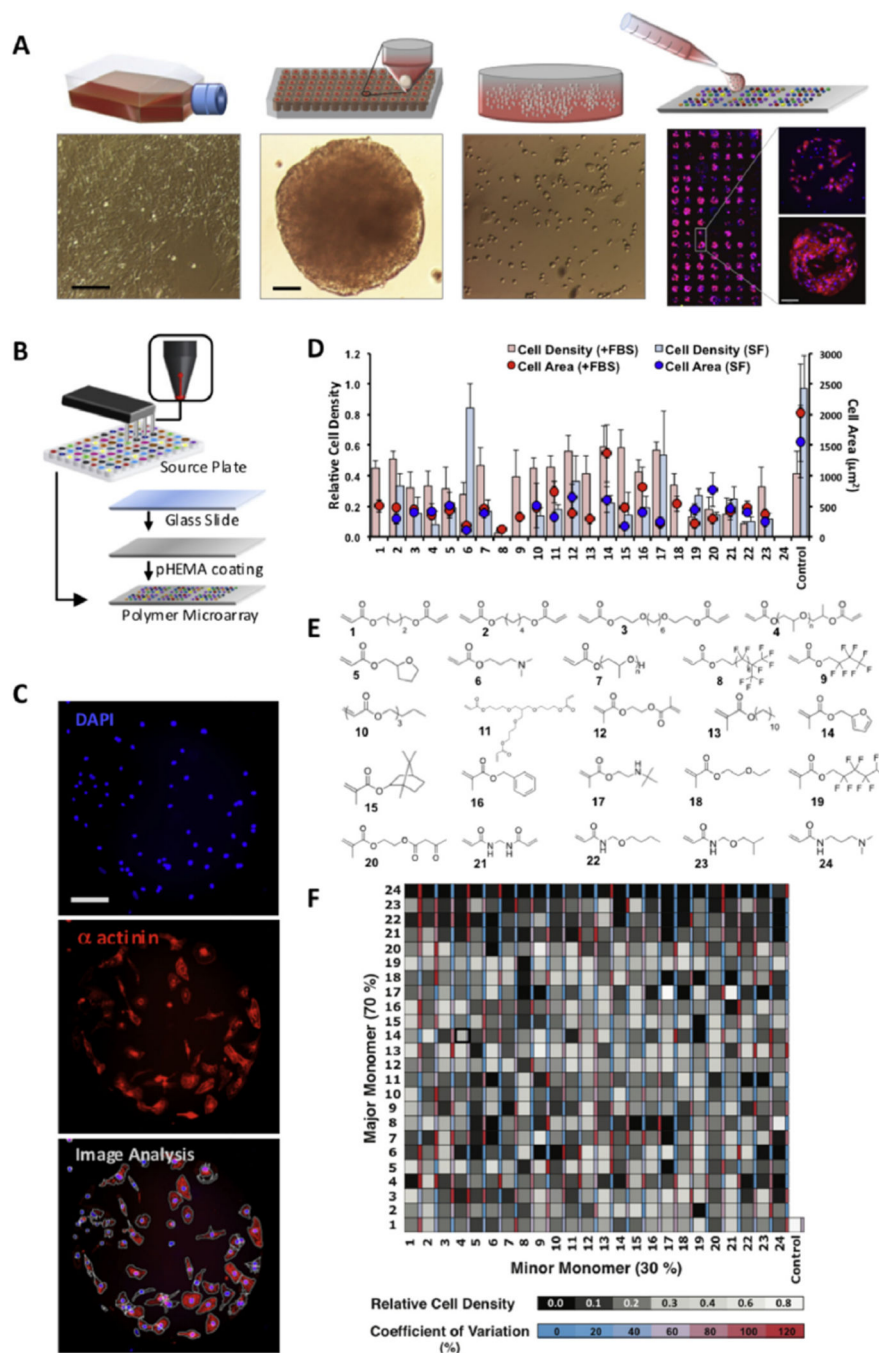 A
B
Source Plate
Glass Slide
pHEMA coating
Polymer Microarray
D
Cell Density (+FBS)
Cell Density (SF)
Cell Area (+FBS)
Cell Area (SF)
Relative Cell Density
1.2
1.0
0.8
0.6
0.4
0.2
0.0
3000
2500
2000
1500
1000
500
0
Cell Area (μm²)
1 2 3 4 5 6 7 8 9 10 11 12 13 14 15 16 17 18 19 20 21 22 23 24 Control
C
DAPI
α actinin
Image Analysis
E
1 2 3 4
5 6 7 8 9
10 11 12 13 14
15 16 17 18 19
20 21 22 23 24
F
Major Monomer (70 %)
24
23
22
21
20
19
18
17
16
15
14
13
12
11
10
9
8
7
6
5
4
3
2
1
1 2 3 4 5 6 7 8 9 10 11 12 13 14 15 16 17 18 19 20 21 22 23 24 Control
Minor Monomer (30 %)
Relative Cell Density 0.0 0.1 0.2 0.3 0.4 0.6 0.8
Coefficient of Variation (%) 0 20 40 60 80 100 120